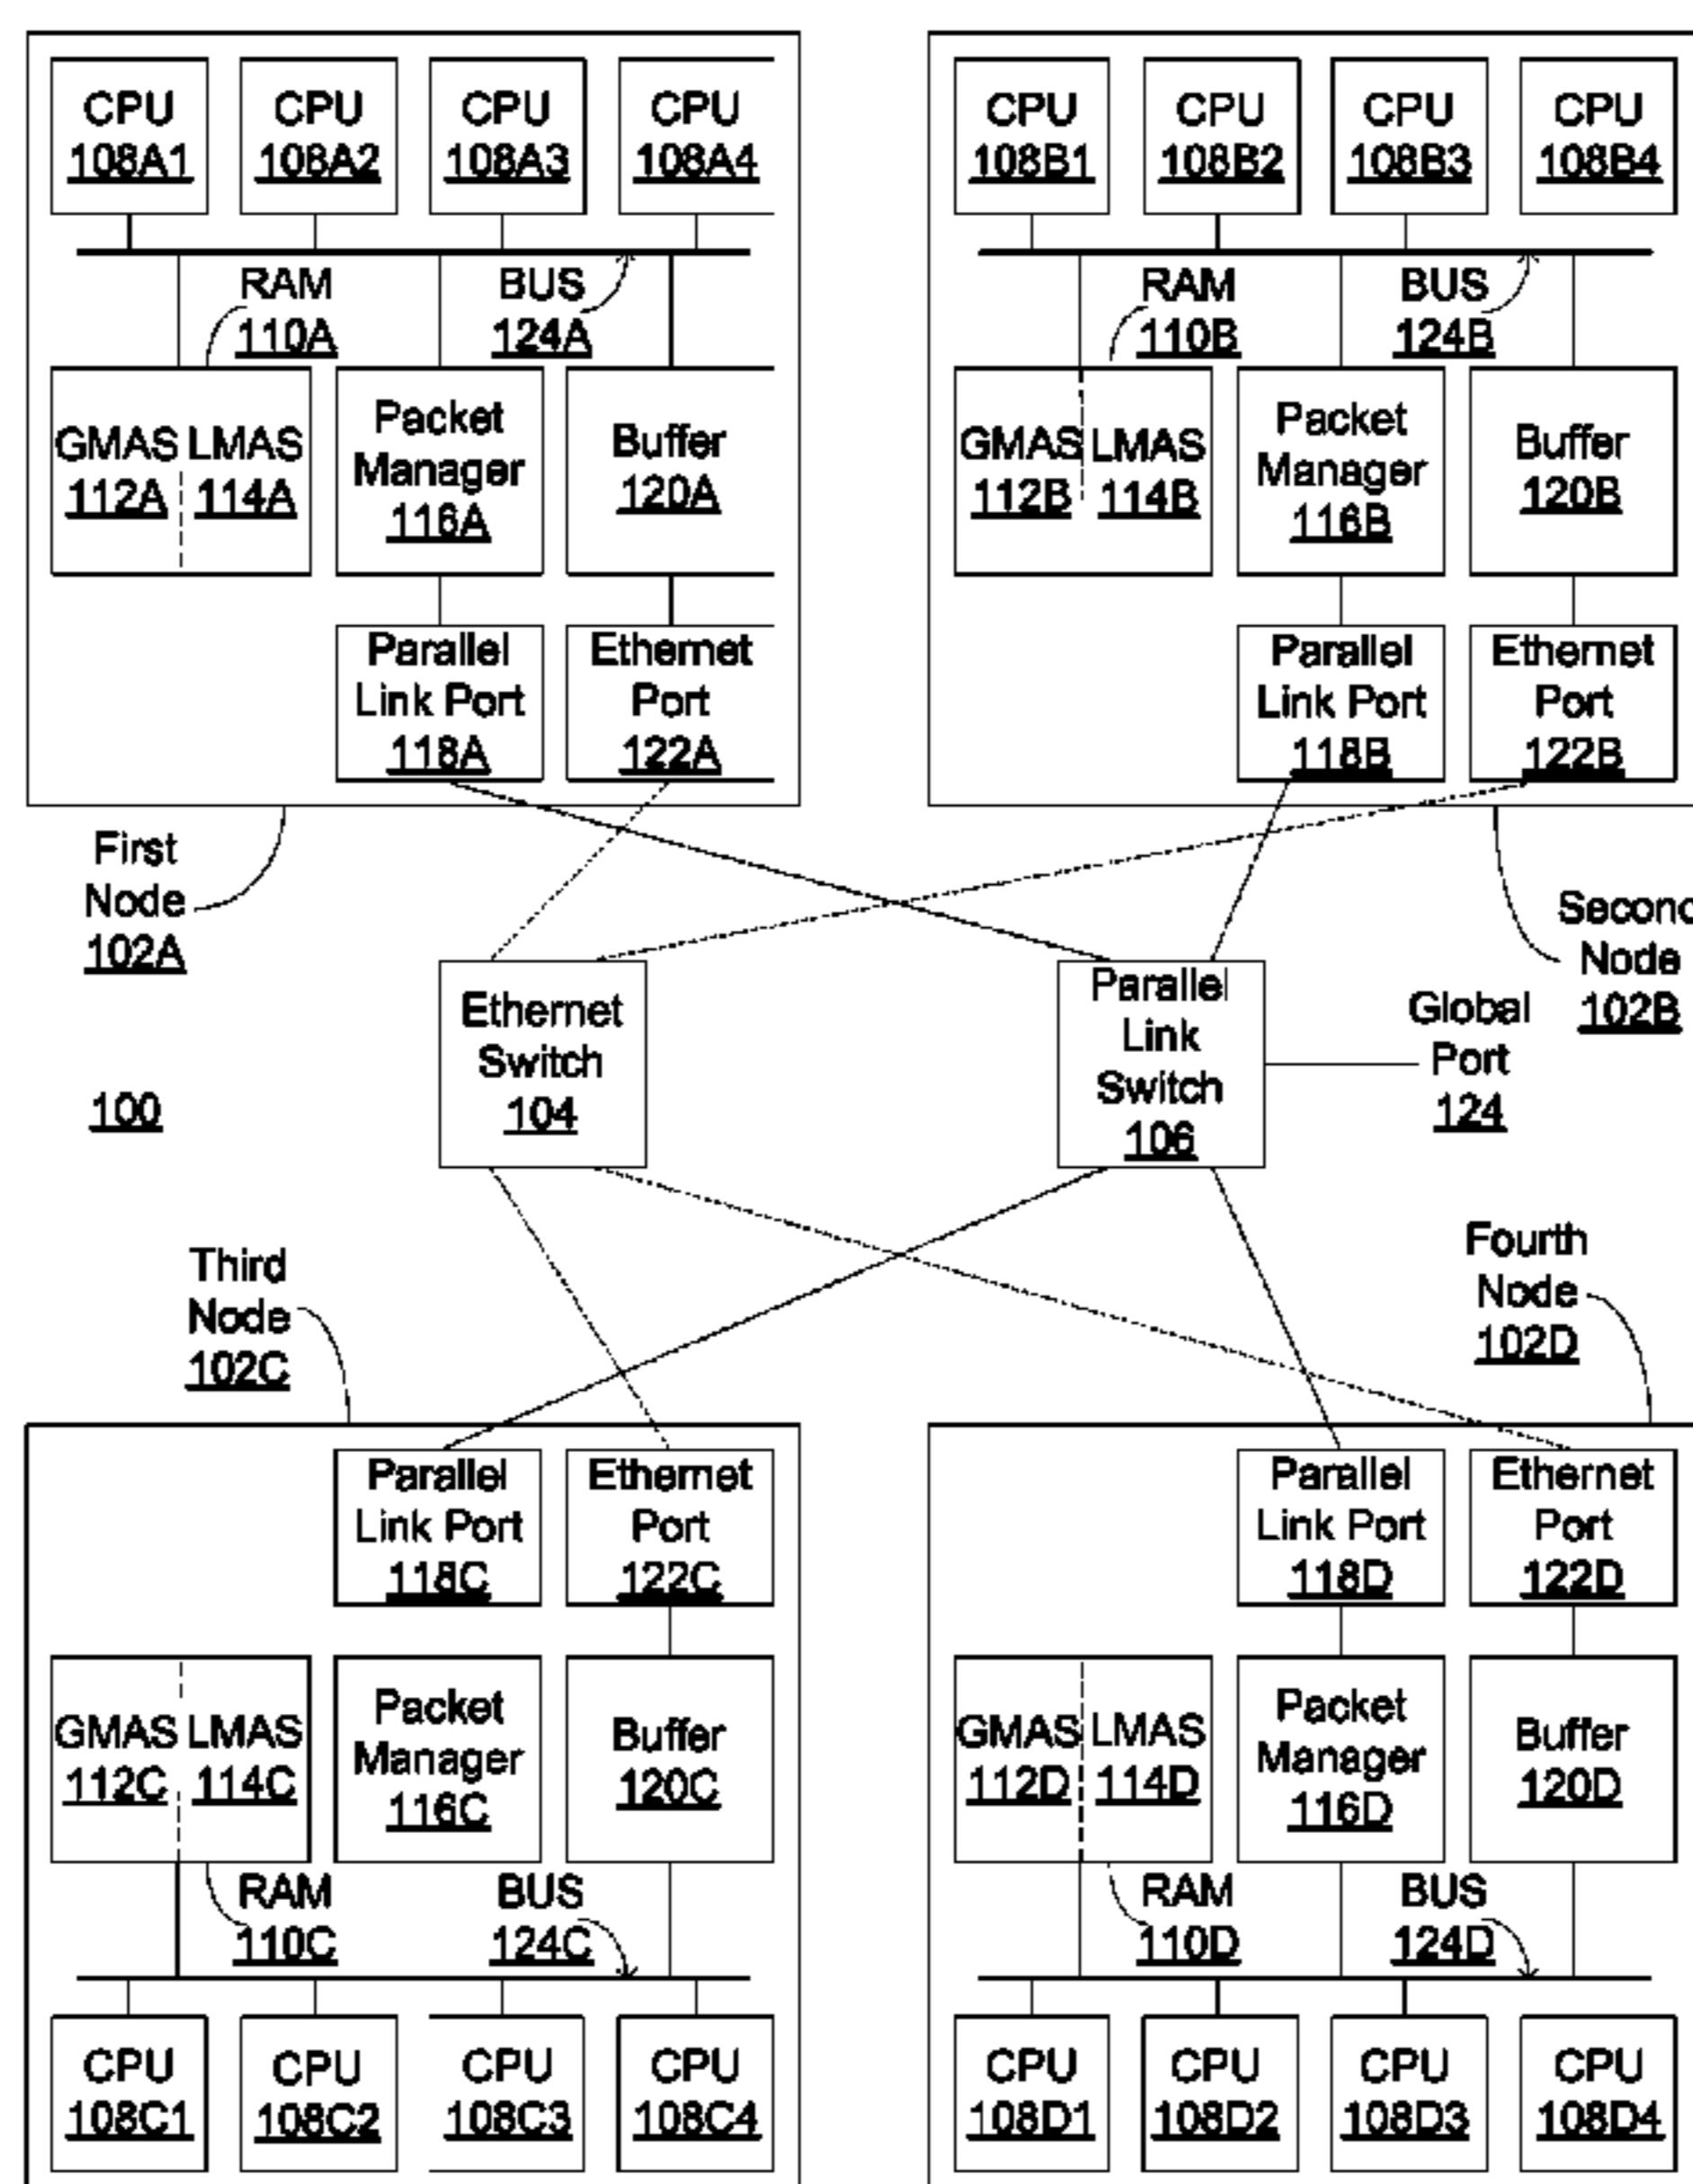 CPU
108A1
CPU
108A2
CPU
108A3
CPU
108A4
RAM
110A
BUS
124A
GMAS
112A
LMAS
114A
Packet
Manager
116A
Buffer
120A
Parallel
Link Port
118A
Ethernet
Port
122A
First
Node
102A
CPU
108B1
CPU
108B2
CPU
108B3
CPU
108B4
RAM
110B
BUS
124B
GMAS
112B
LMAS
114B
Packet
Manager
116B
Buffer
120B
Parallel
Link Port
118B
Ethernet
Port
122B
Second
Node
102B
Ethernet
Switch
104
Parallel
Link
Switch
106
Global
Port
124
100
Third
Node
102C
Fourth
Node
102D
Parallel
Link Port
118C
Ethernet
Port
122C
GMAS
112C
LMAS
114C
Packet
Manager
116C
Buffer
120C
RAM
110C
BUS
124C
CPU
108C1
CPU
108C2
CPU
108C3
CPU
108C4
Parallel
Link Port
118D
Ethernet
Port
122D
GMAS
112D
LMAS
114D
Packet
Manager
116D
Buffer
120D
RAM
110D
BUS
124D
CPU
108D1
CPU
108D2
CPU
108D3
CPU
108D4